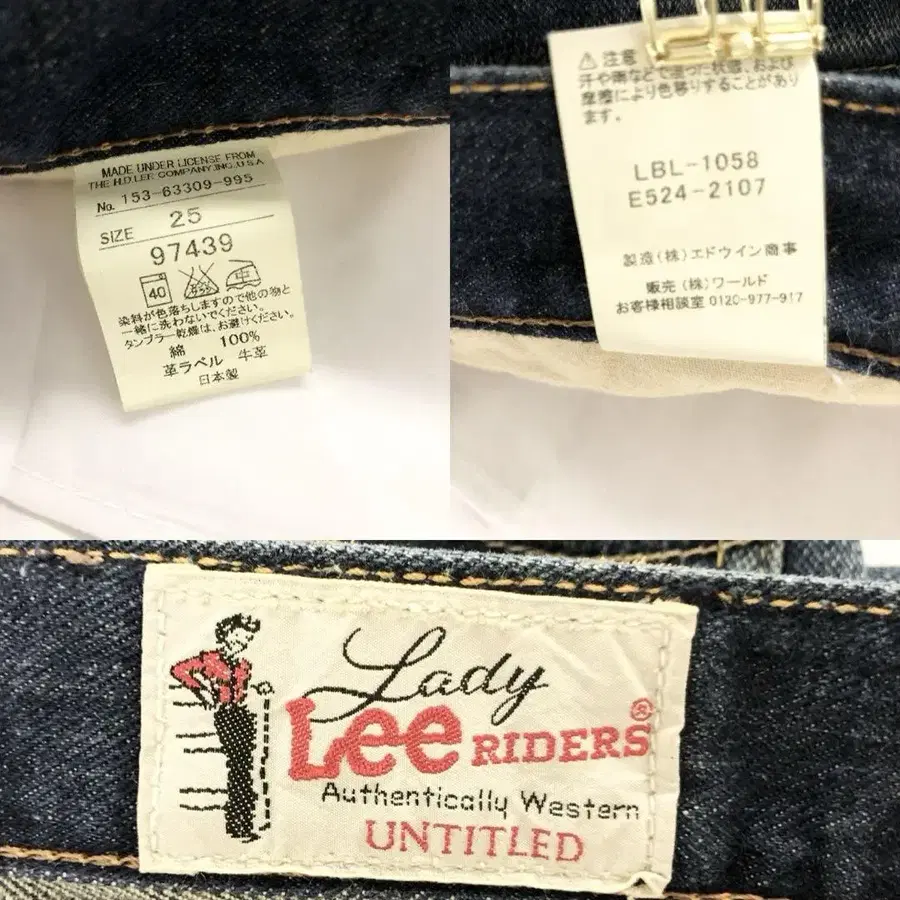 MADE UNDER LICENSE FROM
THE H.D. LEE COMPANY,INC.U.S.A
No. 153-63309-995
SIZE 25
97439
40
中
染料が色落ちしますので他の物と
一緒に洗わないでください。
タンブラー乾燥は、お避けください。
綿 100%
革ラベル 牛革
日本製
注意
汗や雨などで湿った状態、および
摩擦により色移りすることがあり
ます。
LBL-1058
E524-2107
製造(株)エドウイン商事
販売(株)ワールド
お客様相談室 0120-977-917
Lady
Lee RIDERS®
Authentically Western
UNTITLED